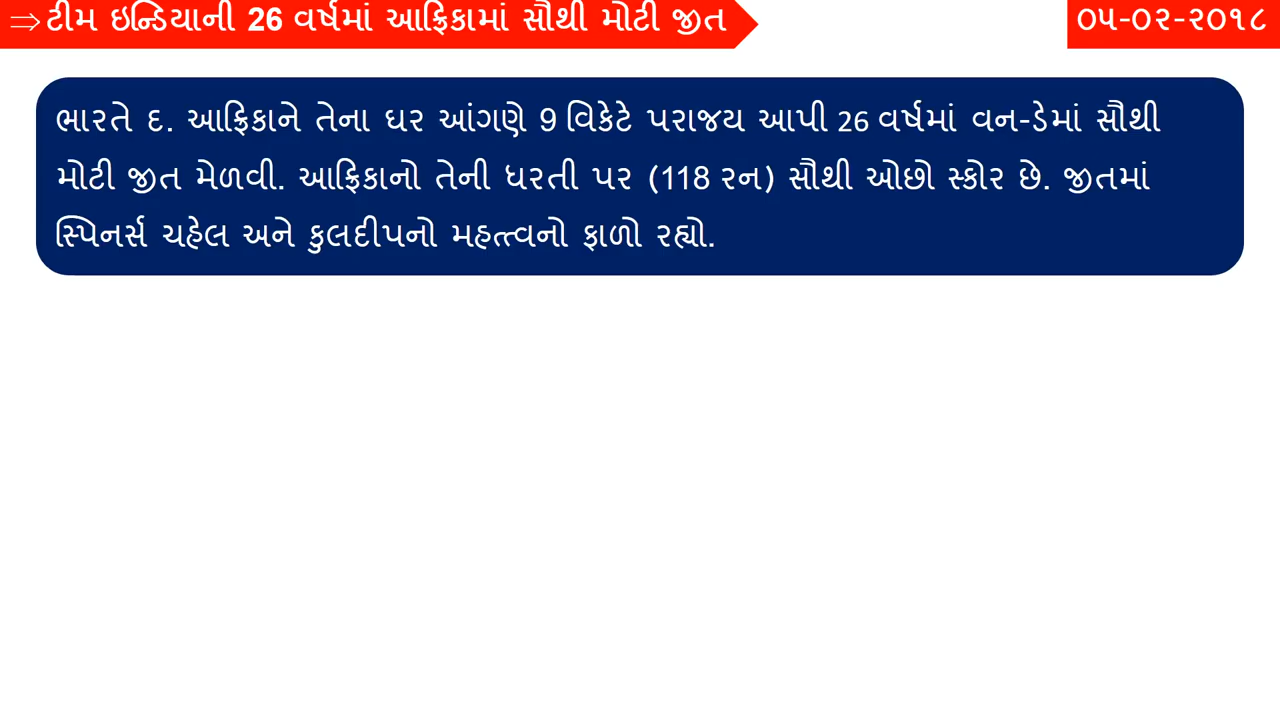 ⇒ ટીમ ઇન્ડિયાની 26 વર્ષમાં આફ્રિકામાં સૌથી મોટી જીત
૦૫-૦૨-૨૦૧૮
ભારતે દ. આફ્રિકાને તેના ઘર આંગણે 9 વિકેટે પરાજય આપી 26 વર્ષમાં વન-ડેમાં સૌથી
મોટી જીત મેળવી. આફ્રિકાનો તેની ધરતી પર (118 રન) સૌથી ઓછો સ્કોર છે. જીતમાં
સ્પિનર્સ ચહેલ અને કુલદીપનો મહત્ત્વનો ફાળો રહ્યો.